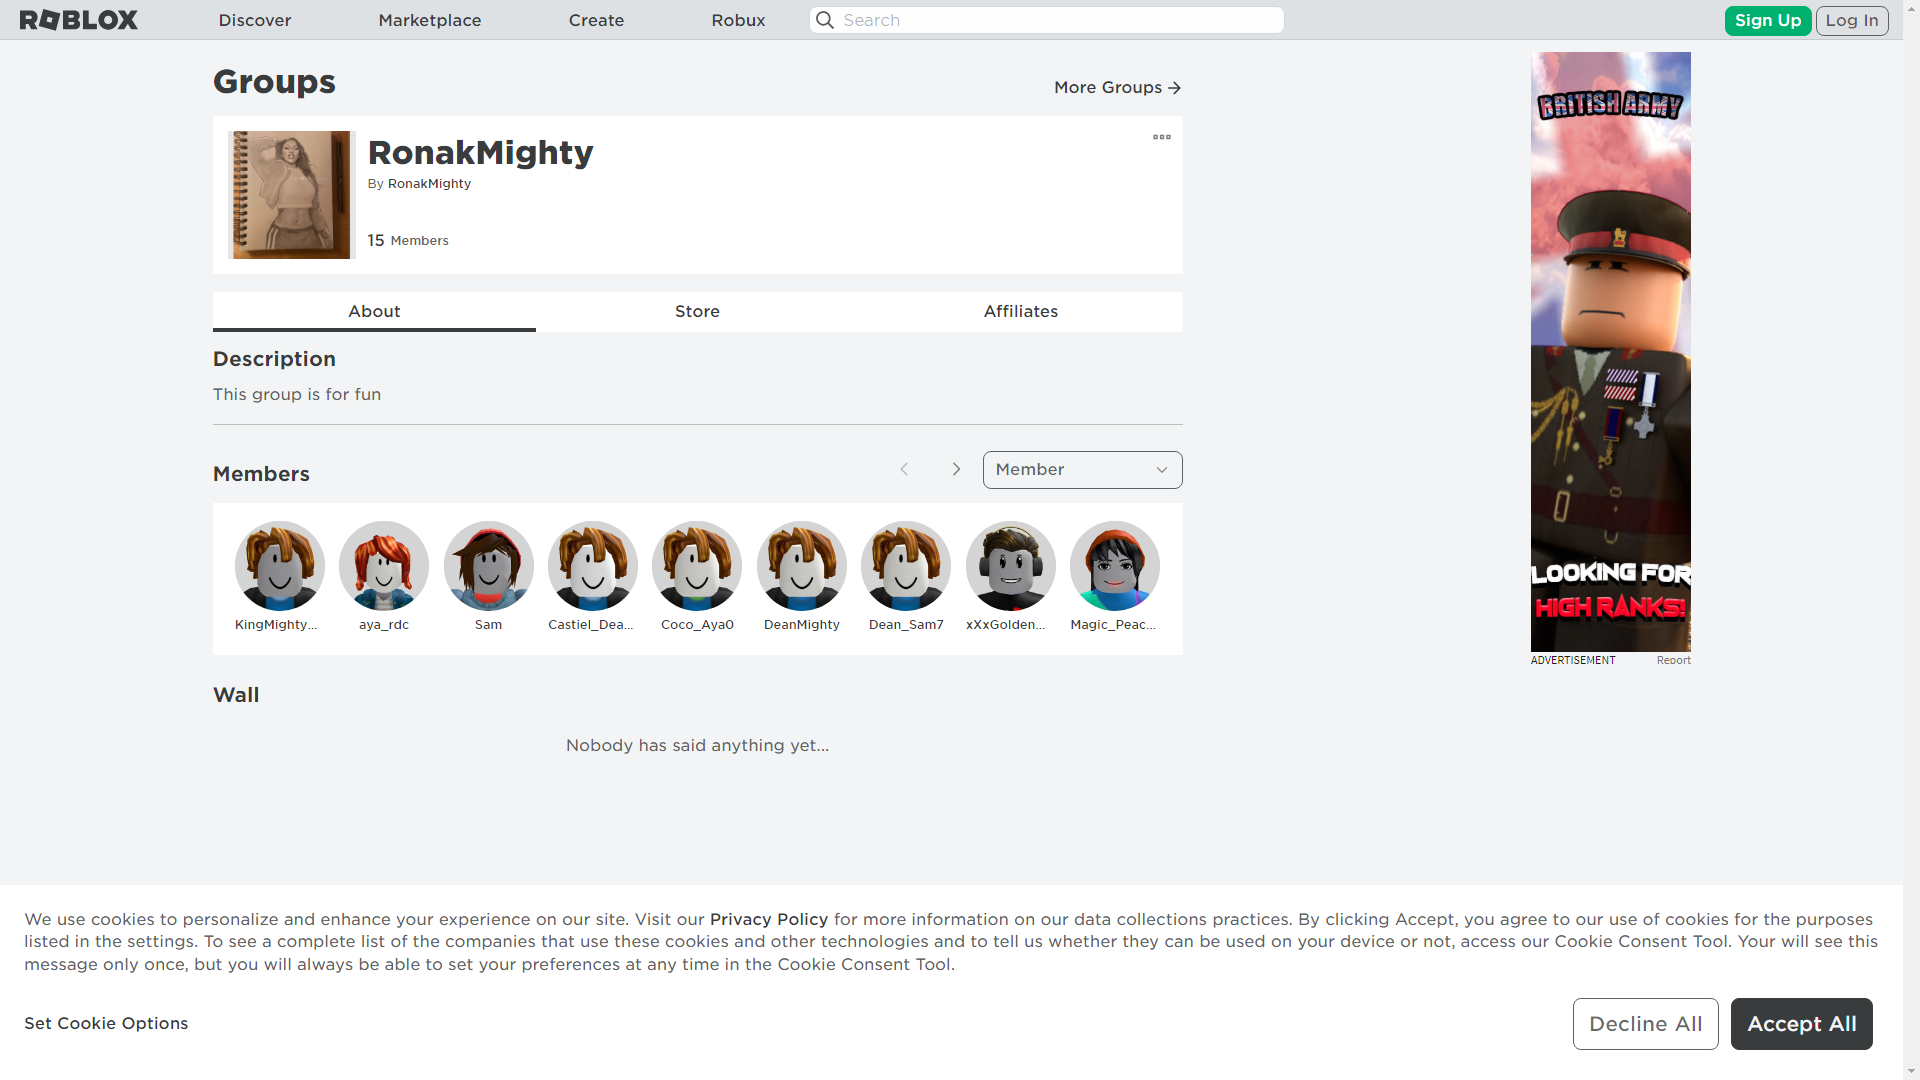 ROBLOX
Discover
Marketplace
Create
Robux
Search
Sign Up
Log In
Groups
More Groups
RonakMighty
By RonakMighty
15 Members
About
Store
Affiliates
Description
This group is for fun
Members
Member
KingMighty...
aya_rdc
Sam
Castiel_Dea...
Coco_Aya0
DeanMighty
Dean_Sam7
xXxGolden...
Magic_Peac...
Wall
Nobody has said anything yet...
BRITISH ARMY
LOOKING FOR
HIGH RANKS!
ADVERTISEMENT
Report
We use cookies to personalize and enhance your experience on our site. Visit our Privacy Policy for more information on our data collections practices. By clicking Accept, you agree to our use of cookies for the purposes
listed in the settings. To see a complete list of the companies that use these cookies and other technologies and to tell us whether they can be used on your device or not, access our Cookie Consent Tool. Your will see this
message only once, but you will always be able to set your preferences at any time in the Cookie Consent Tool.
Set Cookie Options
Decline All
Accept All